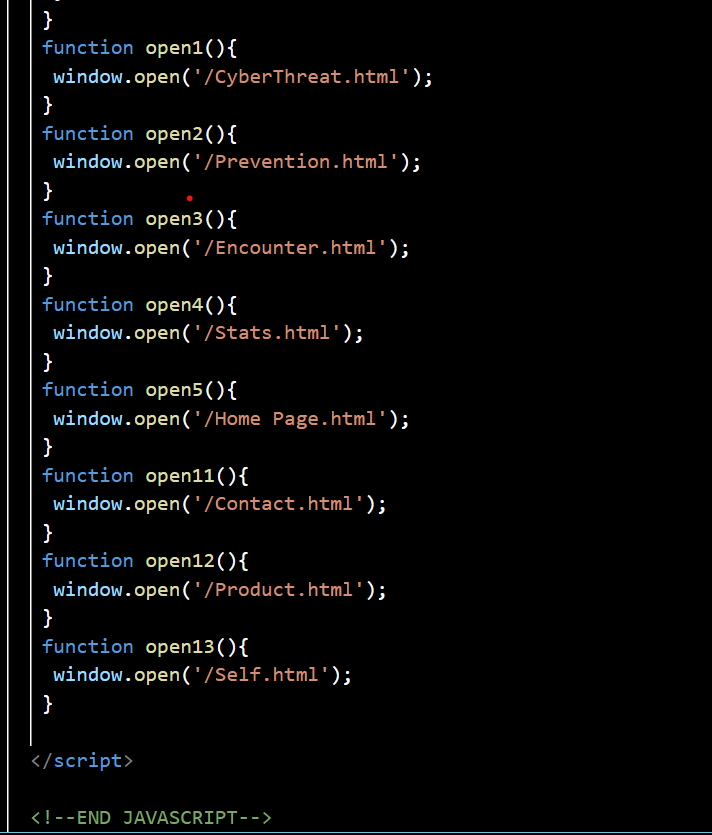 }
function open1(){
window.open('/CyberThreat.html');
}
function open2(){
window.open('/Prevention.html');
}
function open3(){
window.open('/Encounter.html');
}
function open4(){
window.open('/Stats.html');
}
function open5(){
window.open('/Home Page.html');
}
function open11(){
window.open('/Contact.html');
}
function open12(){
window.open('/Product.html');
}
function open13(){
window.open('/Self.html');
}
</script>
<!--END JAVASCRIPT-->